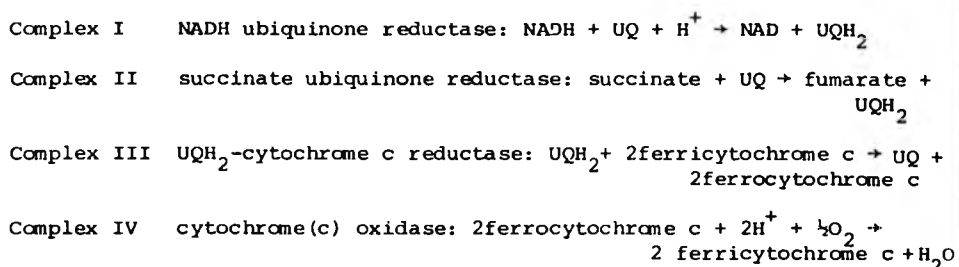 Complex I NADH ubiquinone reductase: NADH + UQ + H⁺ → NAD + UQH₂
Complex II succinate ubiquinone reductase: succinate + UQ → fumarate +
UQH₂
Complex III UQH₂-cytochrome c reductase: UQH₂+ 2ferricytochrome c → UQ +
2ferrocytochrome c
Complex IV cytochrome(c) oxidase: 2ferrocytochrome c + 2H⁺ + ½O₂ →
2 ferricytochrome c +H₂O